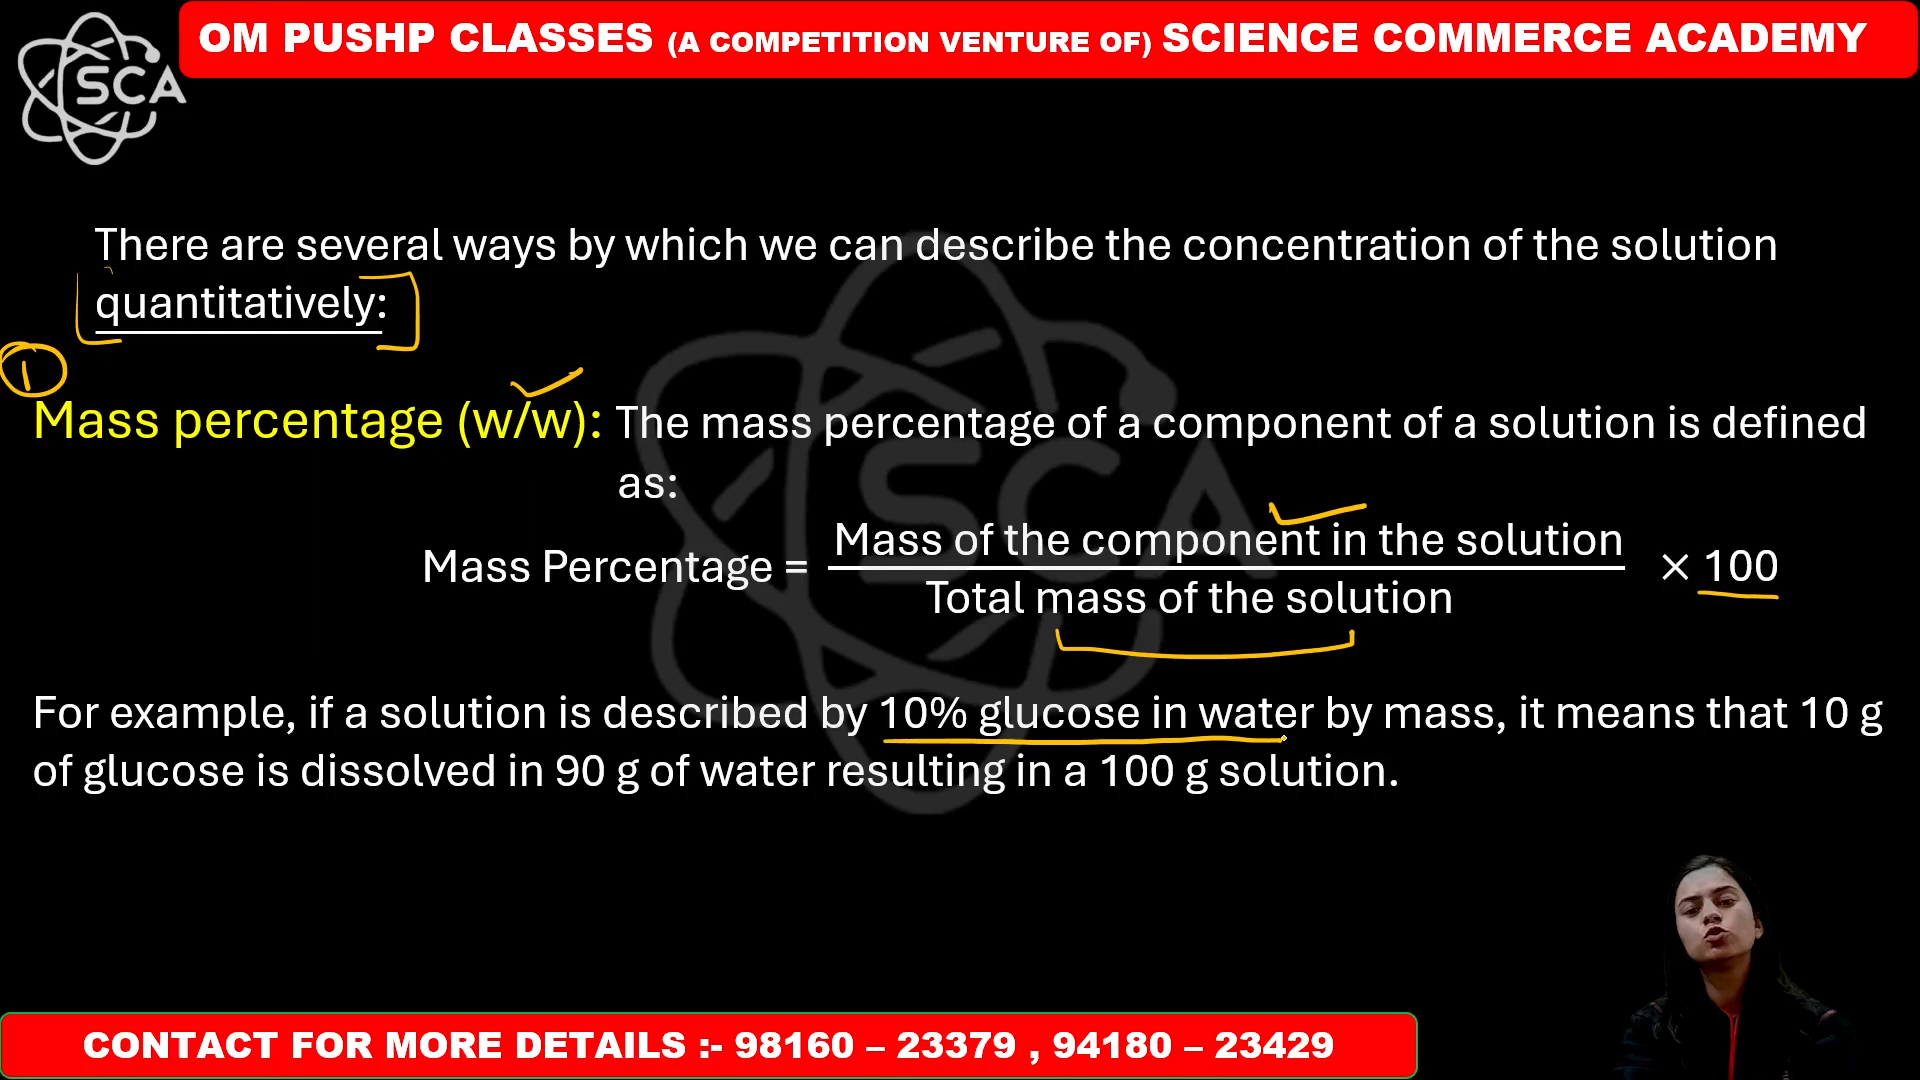 OM PUSHP CLASSES (A COMPETITION VENTURE OF) SCIENCE COMMERCE ACADEMY
SCA
There are several ways by which we can describe the concentration of the solution
quantitatively:
1
Mass percentage (w/w): The mass percentage of a component of a solution is defined
as:
Mass of the component in the solution
Mass Percentage = × 100
Total mass of the solution
For example, if a solution is described by 10% glucose in water by mass, it means that 10 g
of glucose is dissolved in 90 g of water resulting in a 100 g solution.
SCA
CONTACT FOR MORE DETAILS :- 98160 – 23379 , 94180 – 23429